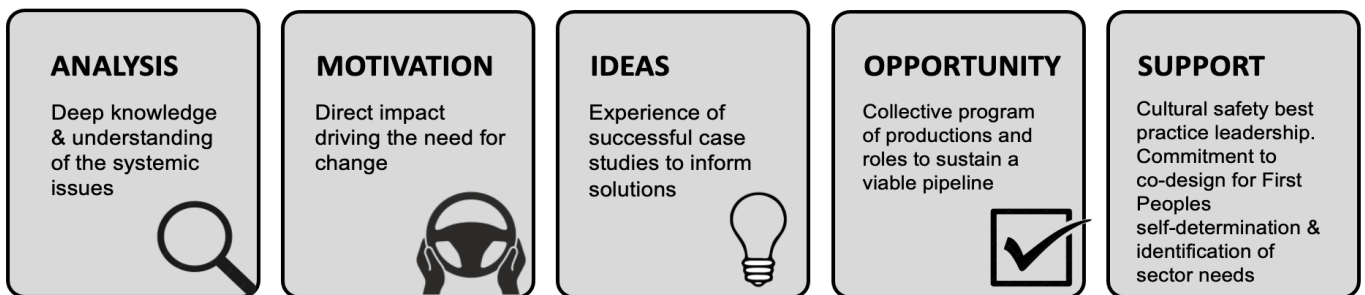 ANALYSIS
Deep knowledge
& understanding
of the systemic
issues
MOTIVATION
Direct impact
driving the need for
change
IDEAS
Experience of
successful case
studies to inform
solutions
OPPORTUNITY
Collective program
of productions and
roles to sustain a
viable pipeline
SUPPORT
Cultural safety best
practice leadership.
Commitment to
co-design for First
Peoples
self-determination &
identification of
sector needs